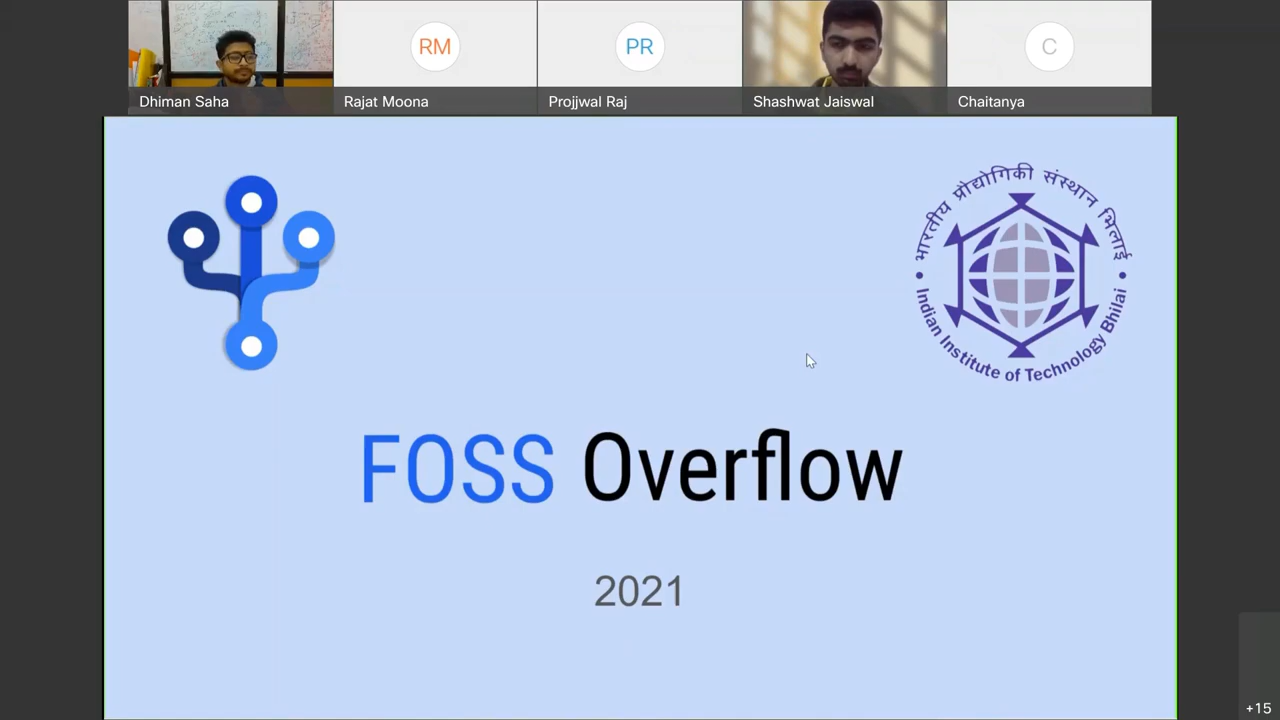 RM
PR
C
Dhiman Saha
Rajat Moona
Projjwal Raj
Shashwat Jaiswal
Chaitanya
भारतीय प्रौद्योगिकी संस्थान भिलाई
Indian Institute of Technology Bhilai
FOSS Overflow
2021
+15